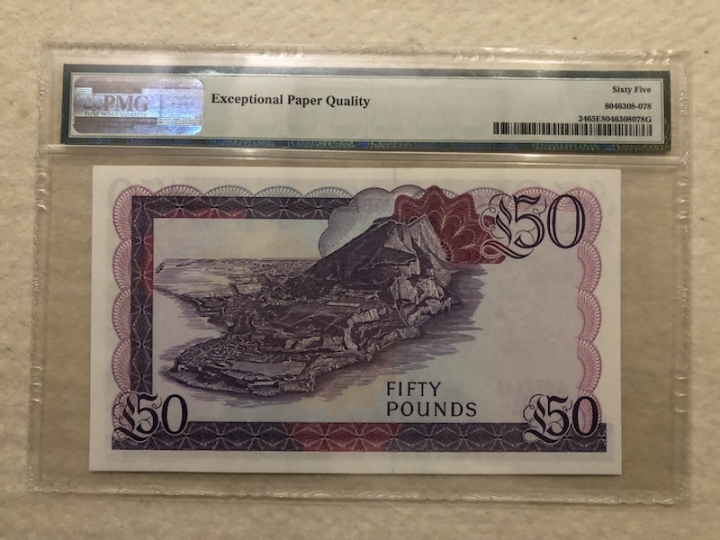 PMG
Exceptional Paper Quality
Sixty Five
8046308-078
2465E8046308078G
£50
FIFTY
POUNDS
£50
£50